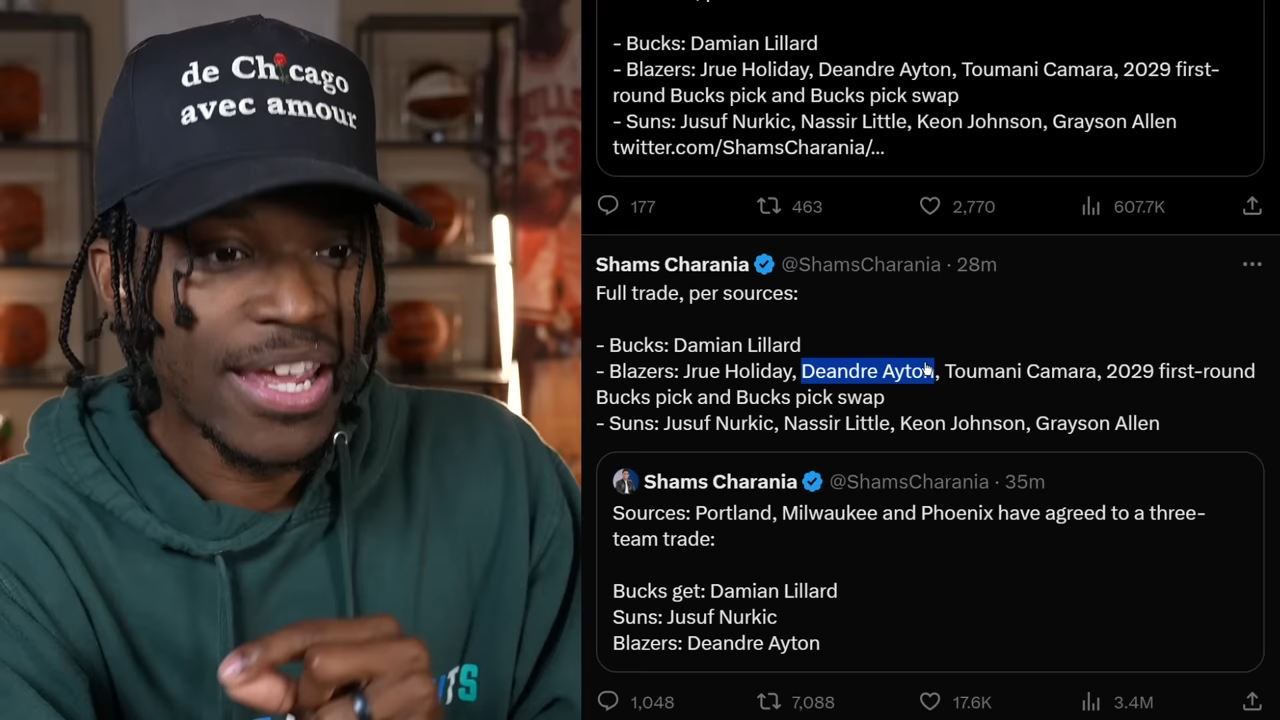 de Chicago
avec amour
- Bucks: Damian Lillard
- Blazers: Jrue Holiday, Deandre Ayton, Toumani Camara, 2029 first-
round Bucks pick and Bucks pick swap
- Suns: Jusuf Nurkic, Nassir Little, Keon Johnson, Grayson Allen
twitter.com/ShamsCharania/...
177 463 2,770 607.7K
Shams Charania @ShamsCharania · 28m
Full trade, per sources:
- Bucks: Damian Lillard
- Blazers: Jrue Holiday, Deandre Ayton, Toumani Camara, 2029 first-round
Bucks pick and Bucks pick swap
- Suns: Jusuf Nurkic, Nassir Little, Keon Johnson, Grayson Allen
Shams Charania @ShamsCharania · 35m
Sources: Portland, Milwaukee and Phoenix have agreed to a three-
team trade:
Bucks get: Damian Lillard
Suns: Jusuf Nurkic
Blazers: Deandre Ayton
1,048 7,088 17.6K 3.4M
23